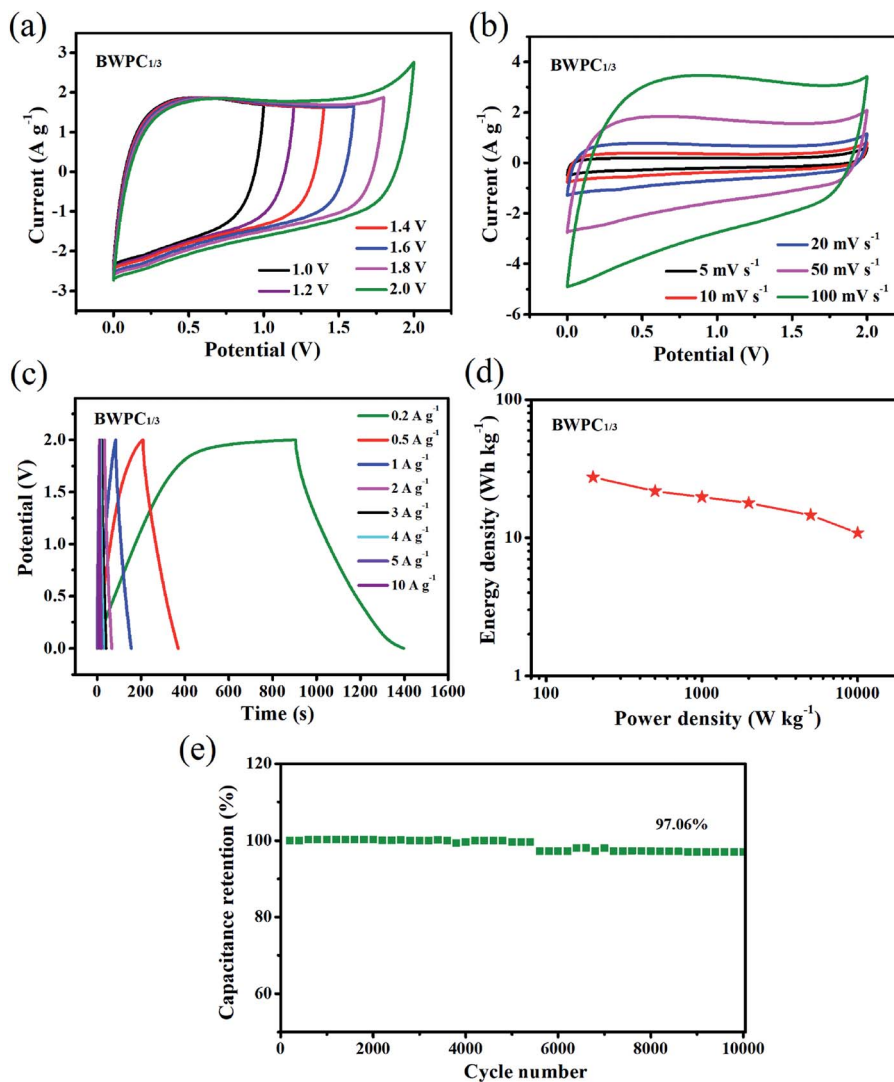 (a)
BWPC1/3
Current (A g-1)
3
2
1
0
-1
-2
-3
0.0 0.5 1.0 1.5 2.0
Potential (V)
1.0 V
1.2 V
1.4 V
1.6 V
1.8 V
2.0 V
(b)
BWPC1/3
Current (A g-1)
6
4
2
0
-2
-4
-6
0.0 0.5 1.0 1.5 2.0
Potential (V)
5 mV s-1
10 mV s-1
20 mV s-1
50 mV s-1
100 mV s-1
(c)
BWPC1/3
Potential (V)
2.0
1.5
1.0
0.5
0.0
0 200 400 600 800 1000 1200 1400 1600
Time (s)
0.2 A g-1
0.5 A g-1
1 A g-1
2 A g-1
3 A g-1
4 A g-1
5 A g-1
10 A g-1
(d)
BWPC1/3
Energy density (Wh kg-1)
100
10
1
100 1000 10000
Power density (W kg-1)
(e)
Capacitance retention (%)
120
100
80
60
97.06%
0 2000 4000 6000 8000 10000
Cycle number